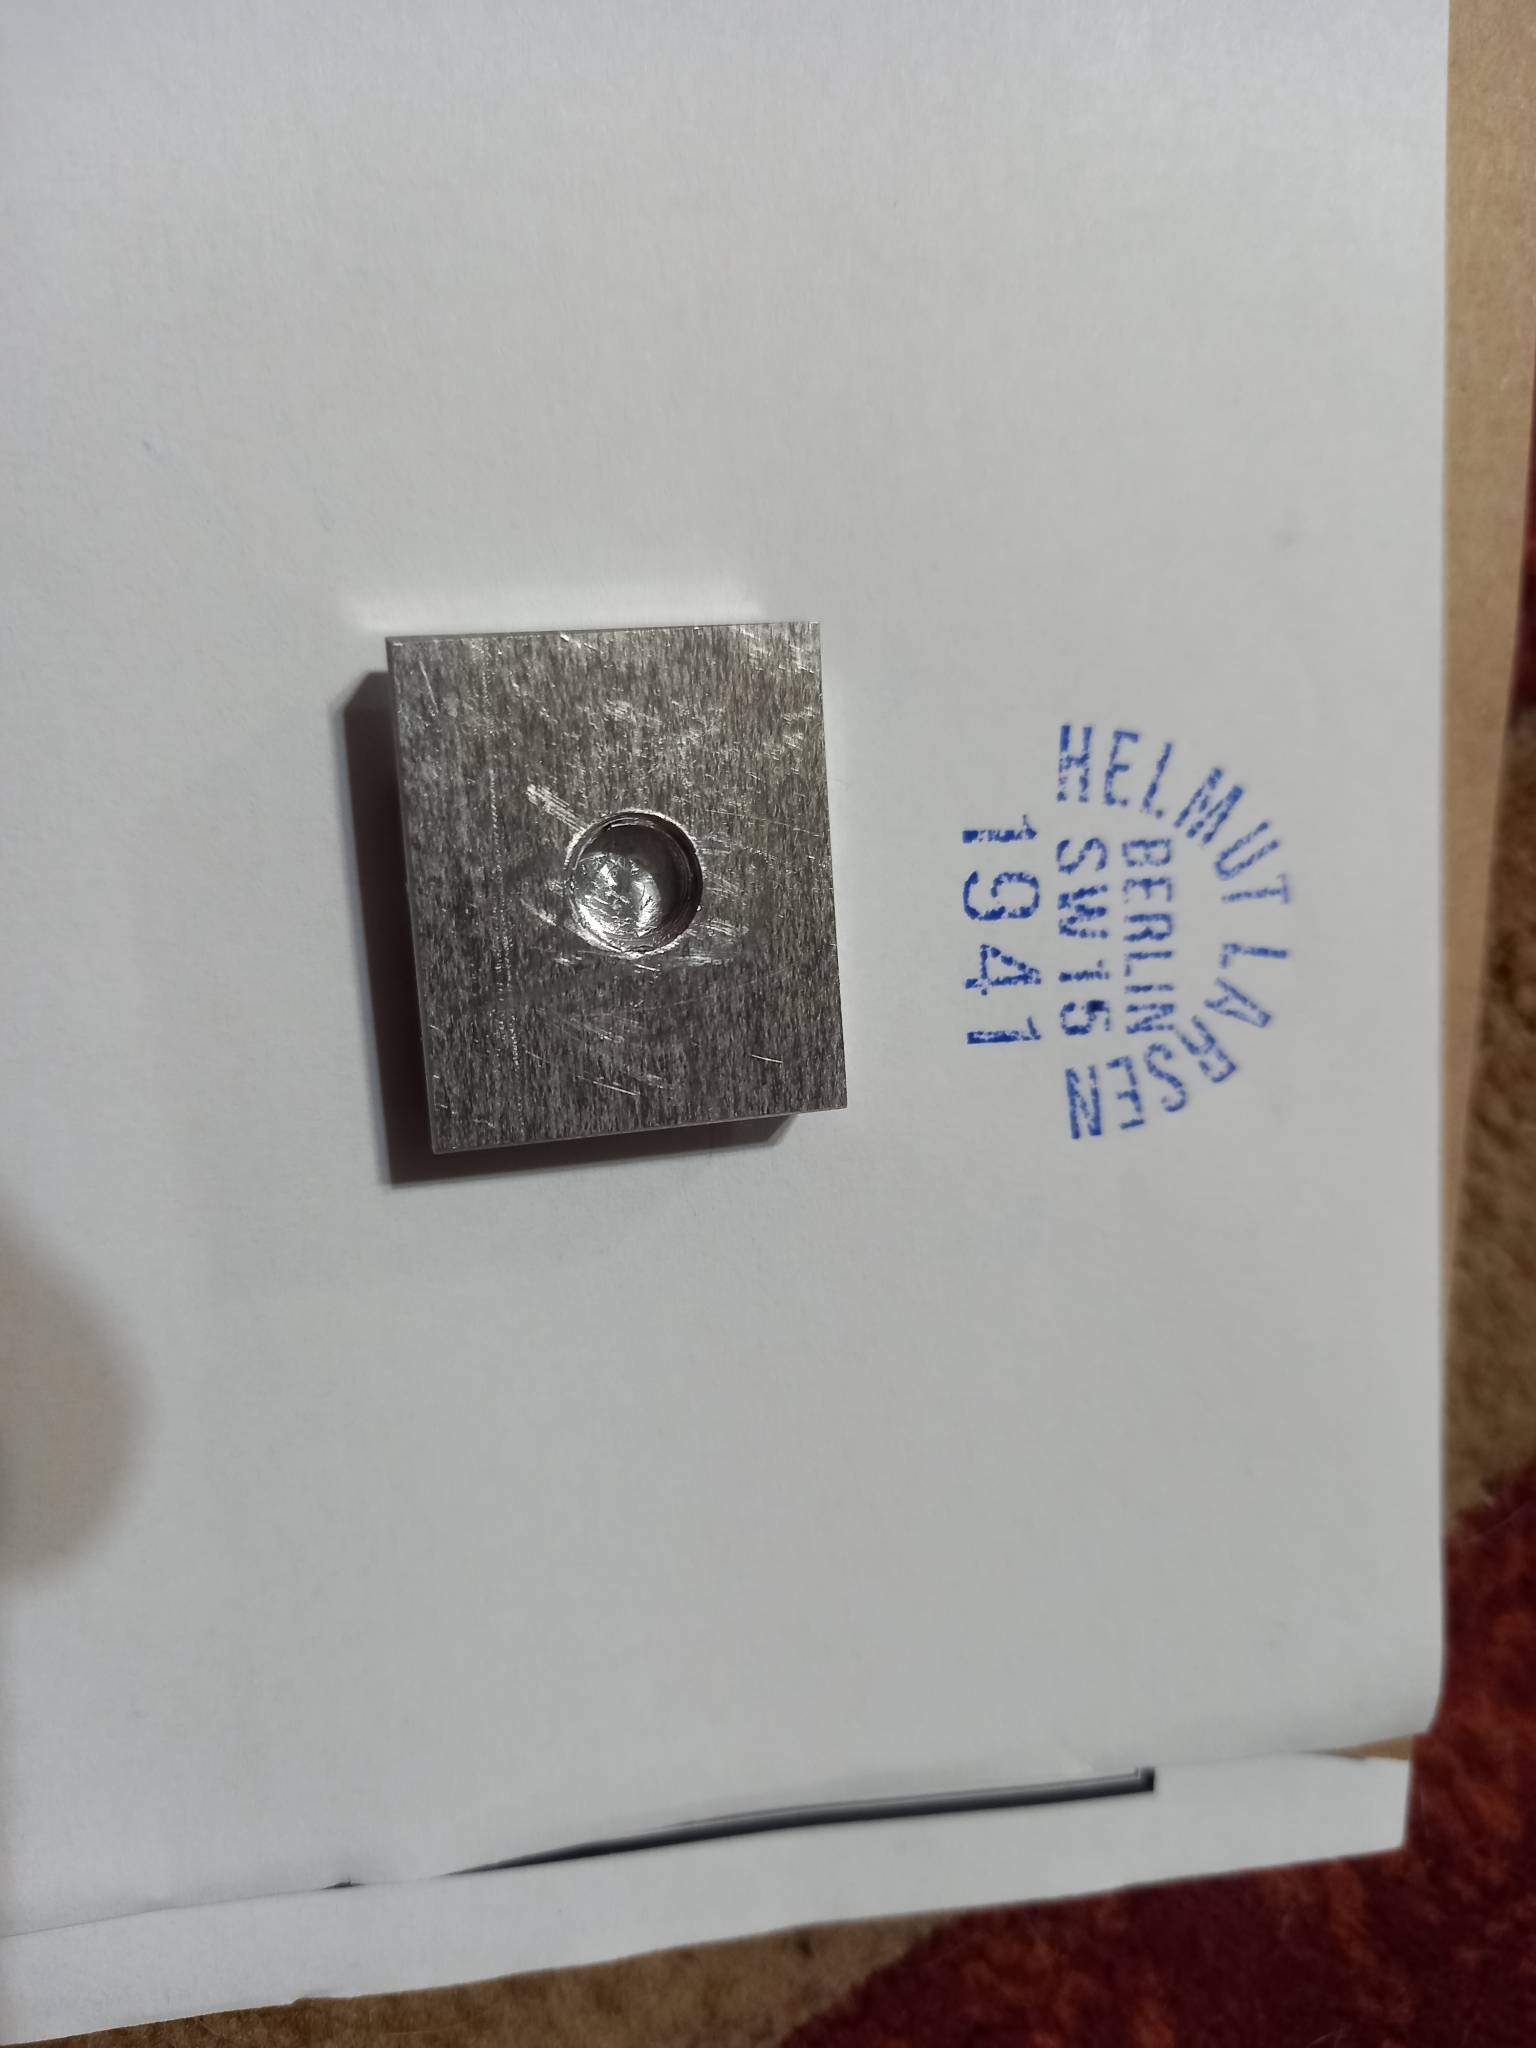 HELMUT LARSEN
BERLIN
SW15
1941